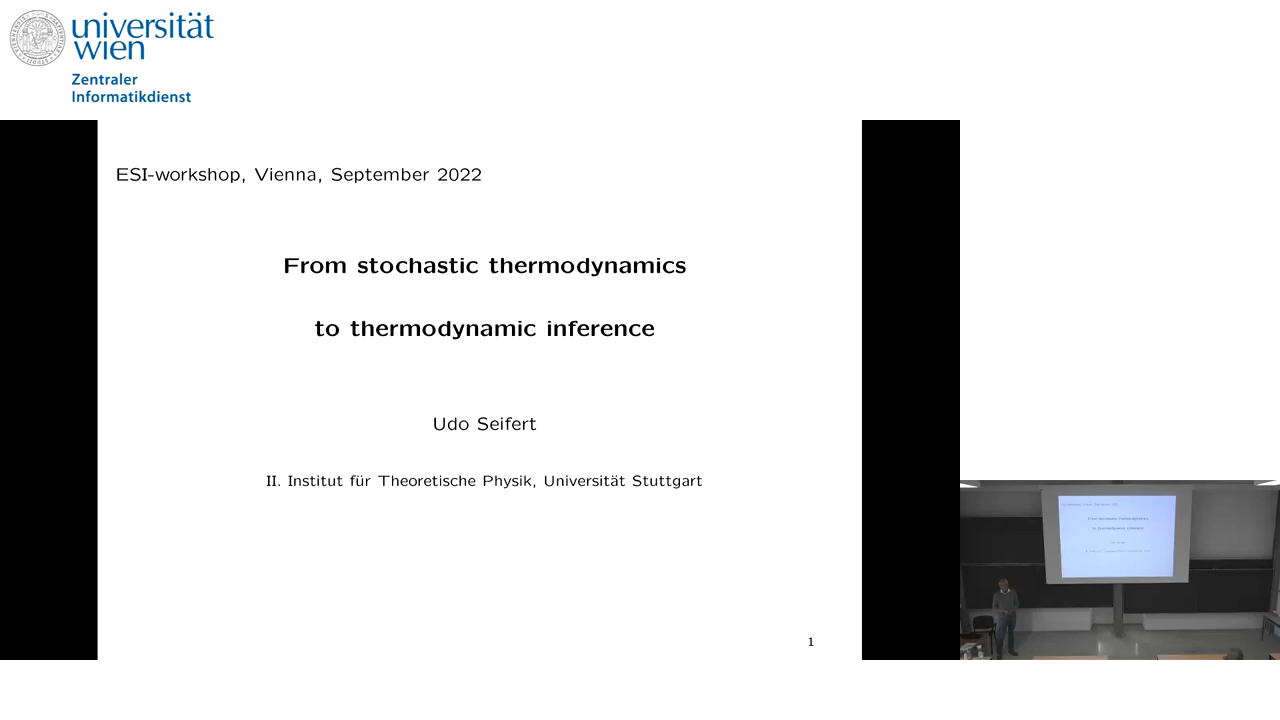 universität
wien
Zentraler
Informatikdienst
ESI-workshop, Vienna, September 2022
From stochastic thermodynamics
to thermodynamic inference
Udo Seifert
II. Institut für Theoretische Physik, Universität Stuttgart
1